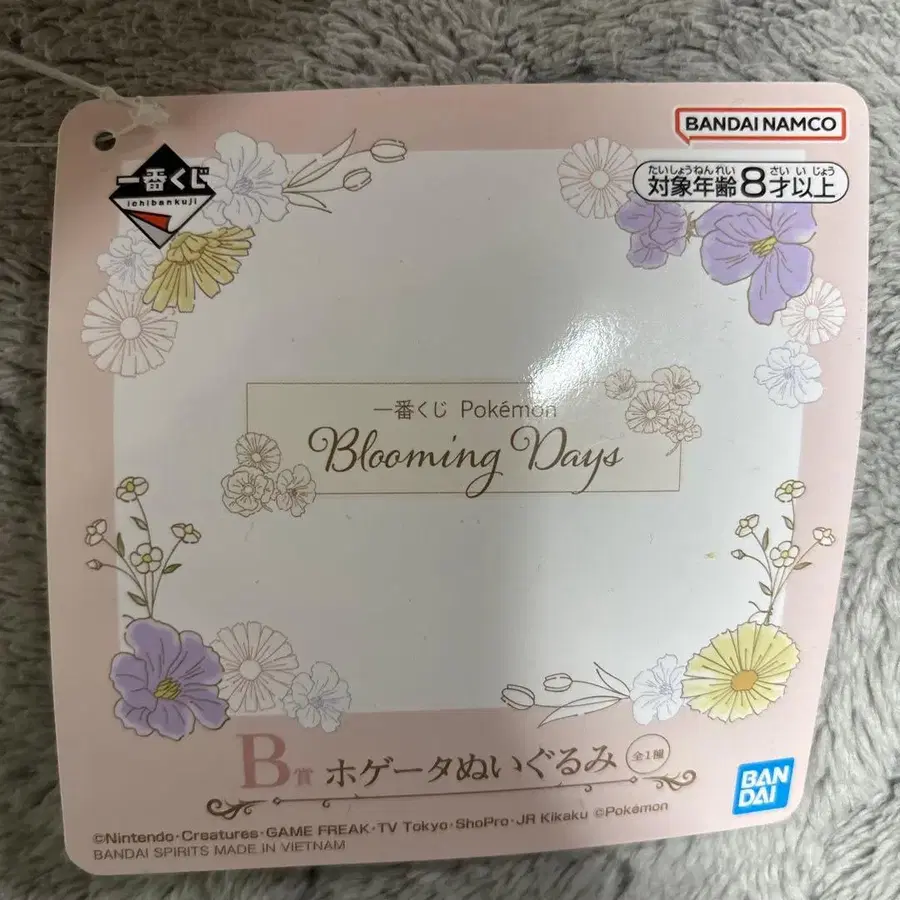 BANDAI NAMCO
一番くじ
ichibankuji
たいしょうねんれい さいいじょう
対象年齢8才以上
一番くじ Pokémon
Blooming Days
B賞 ホゲータぬいぐるみ 全1種
BAN
DAI
©Nintendo・Creatures・GAME FREAK・TV Tokyo・ShoPro・JR Kikaku ©Pokémon
BANDAI SPIRITS MADE IN VIETNAM